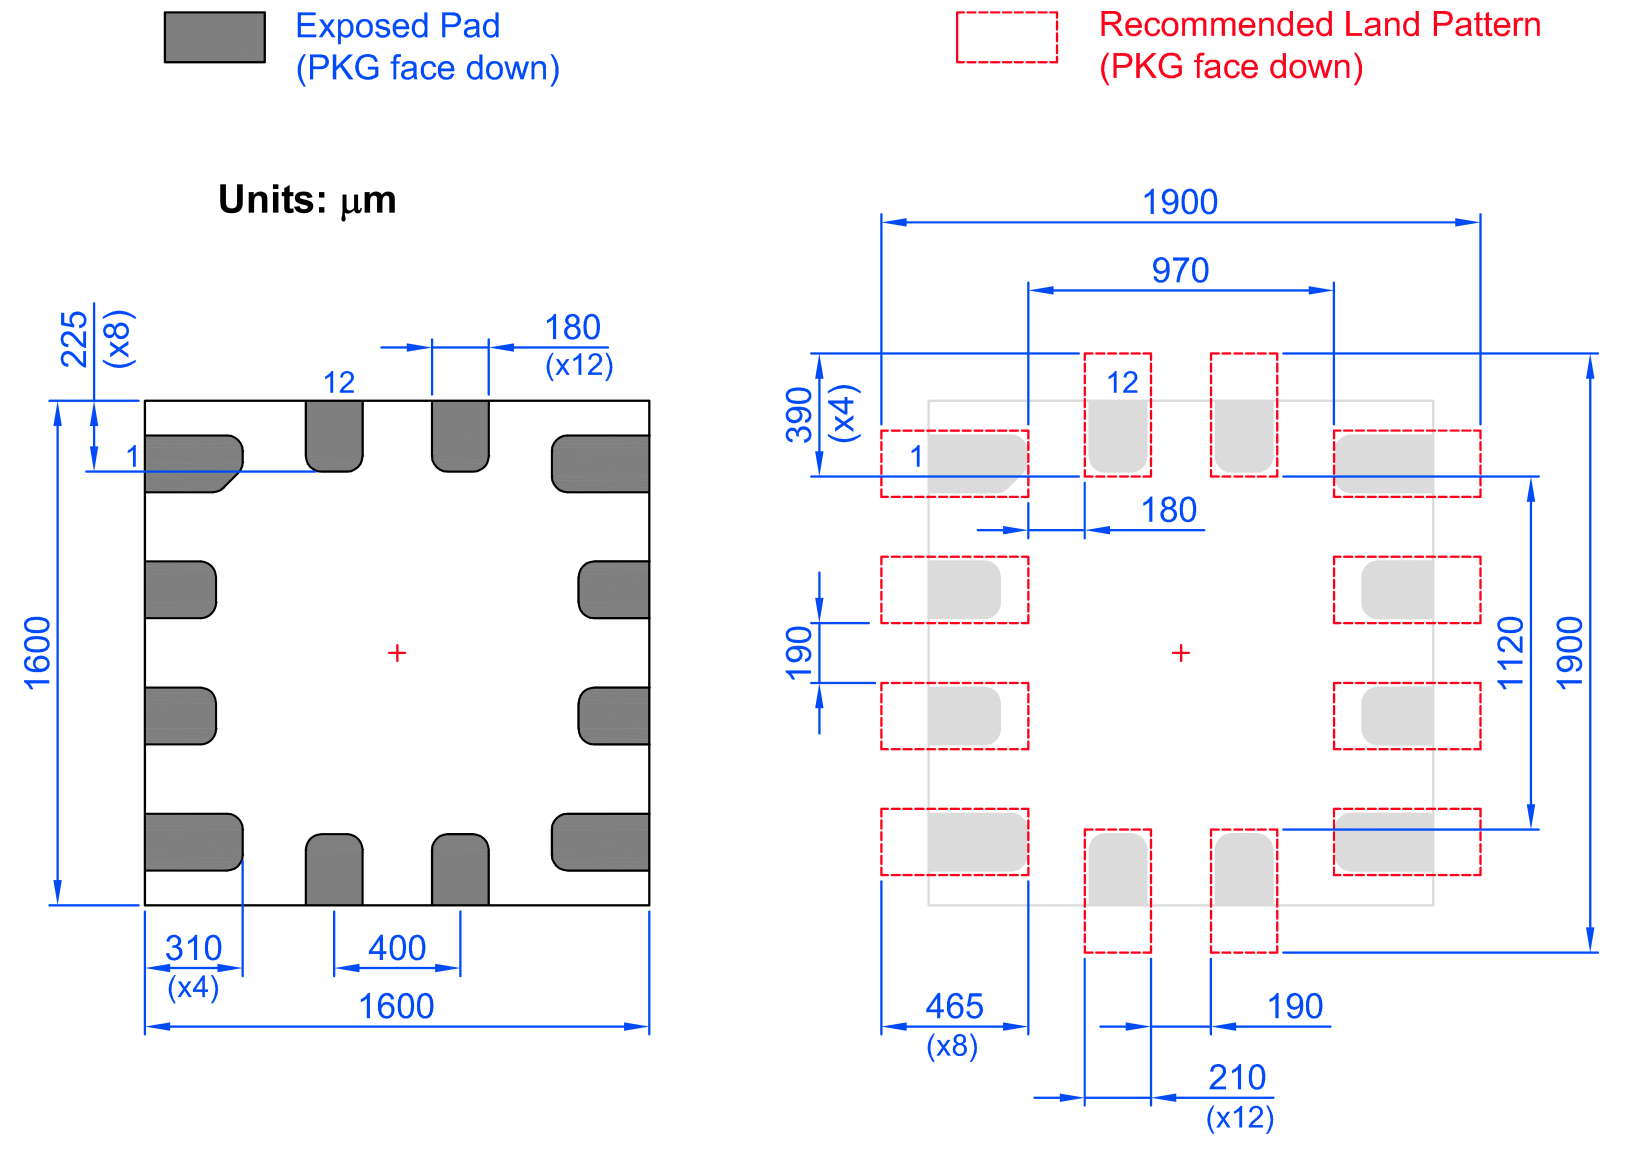 Exposed Pad
(PKG face down)
Recommended Land Pattern
(PKG face down)
Units: μm
1900
970
225
(x8)
180
(x12)
12
1
1600
310
(x4)
400
1600
390
(x4)
12
1
180
190
1120
1900
465
(x8)
190
210
(x12)